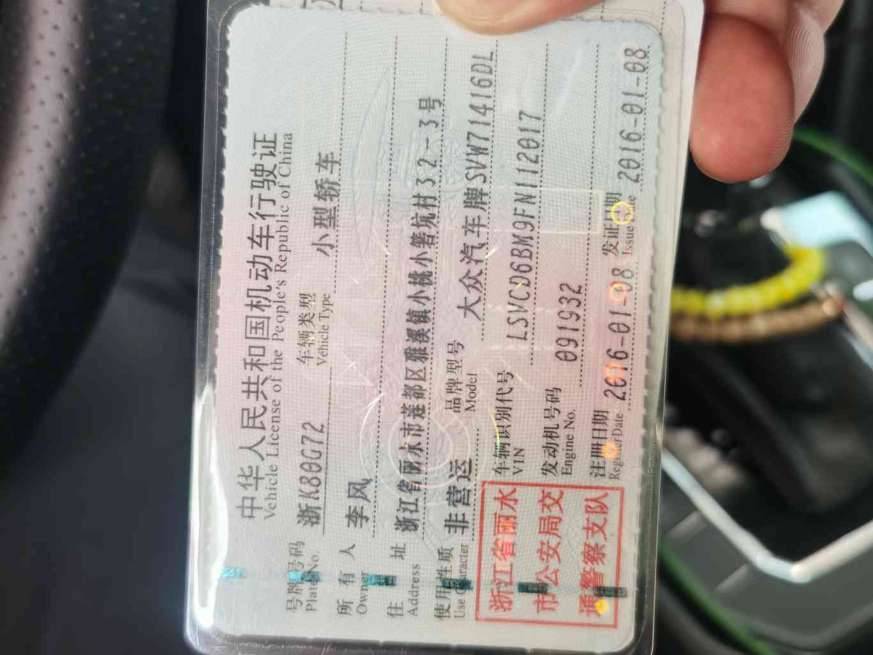 中华人民共和国机动车行驶证
Vehicle License of the People's Republic of China
号牌号码 浙K80G72 车辆类型 小型轿车
Plate No. Vehicle Type
所有人 李风
Owner
住址 浙江省丽水市莲都区雅溪镇小桃小箬坑村32-3号
Address
使用性质 非营运 品牌型号 大众汽车牌SVW71416DL
Use Character Model
浙江省丽水
市公安局交
通警察支队
车辆识别代号 LSVCD6BM9FN112017
VIN
发动机号码 091932
Engine No.
注册日期 2016-01-08 发证日期 2016-01-08
Register Date Issue Date